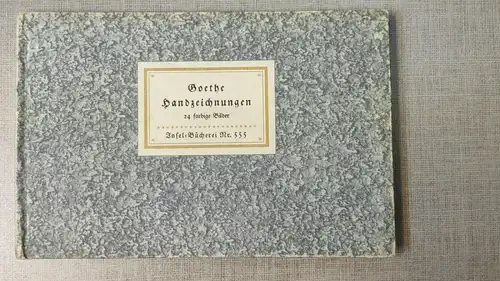 Goethe
Handzeichnungen
24 farbige Bilder
Insel-Bücherei Nr. 555